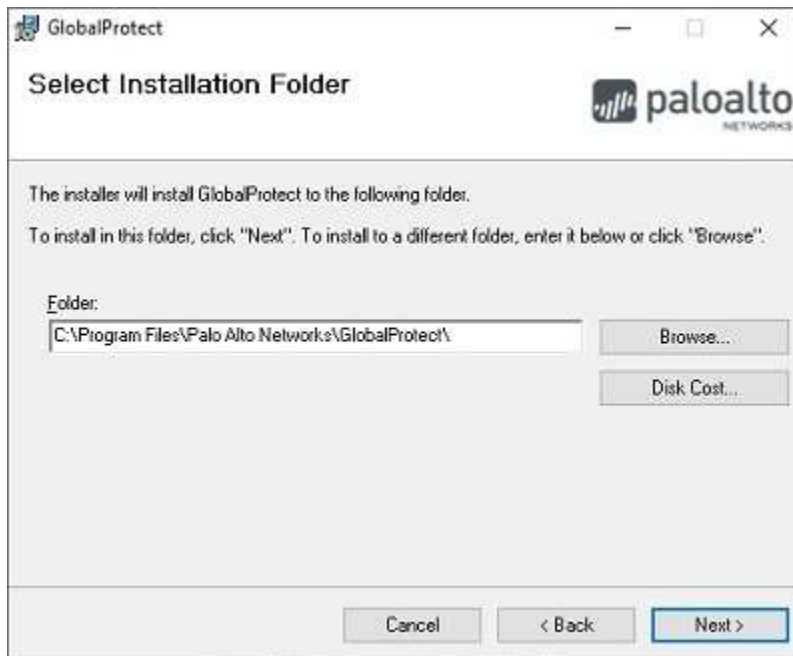 GlobalProtect
Select Installation Folder
paloalto
NETWORKS
The installer will install GlobalProtect to the following folder.
To install in this folder, click "Next". To install to a different folder, enter it below or click "Browse".
Folder:
C:\Program Files\Palo Alto Networks\GlobalProtect\
Browse...
Disk Cost...
Cancel
< Back
Next >